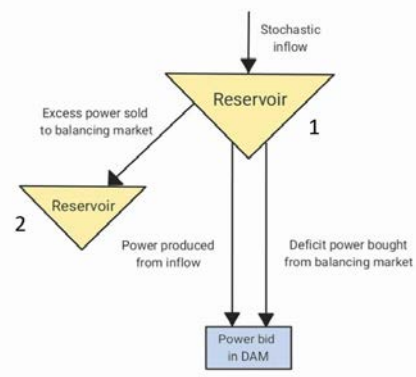 Stochastic
inflow
Reservoir
1
Excess power sold
to balancing market
Reservoir
2
Power produced
from inflow
Deficit power bought
from balancing market
Power bid
in DAM